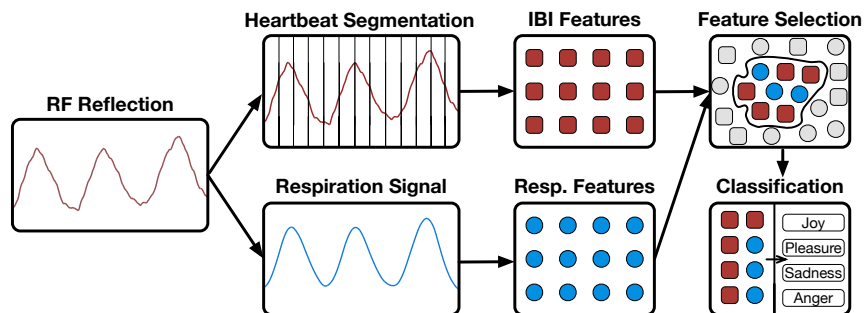 Heartbeat Segmentation
IBI Features
Feature Selection
RF Reflection
Respiration Signal
Resp. Features
Classification
Joy
Pleasure
Sadness
Anger